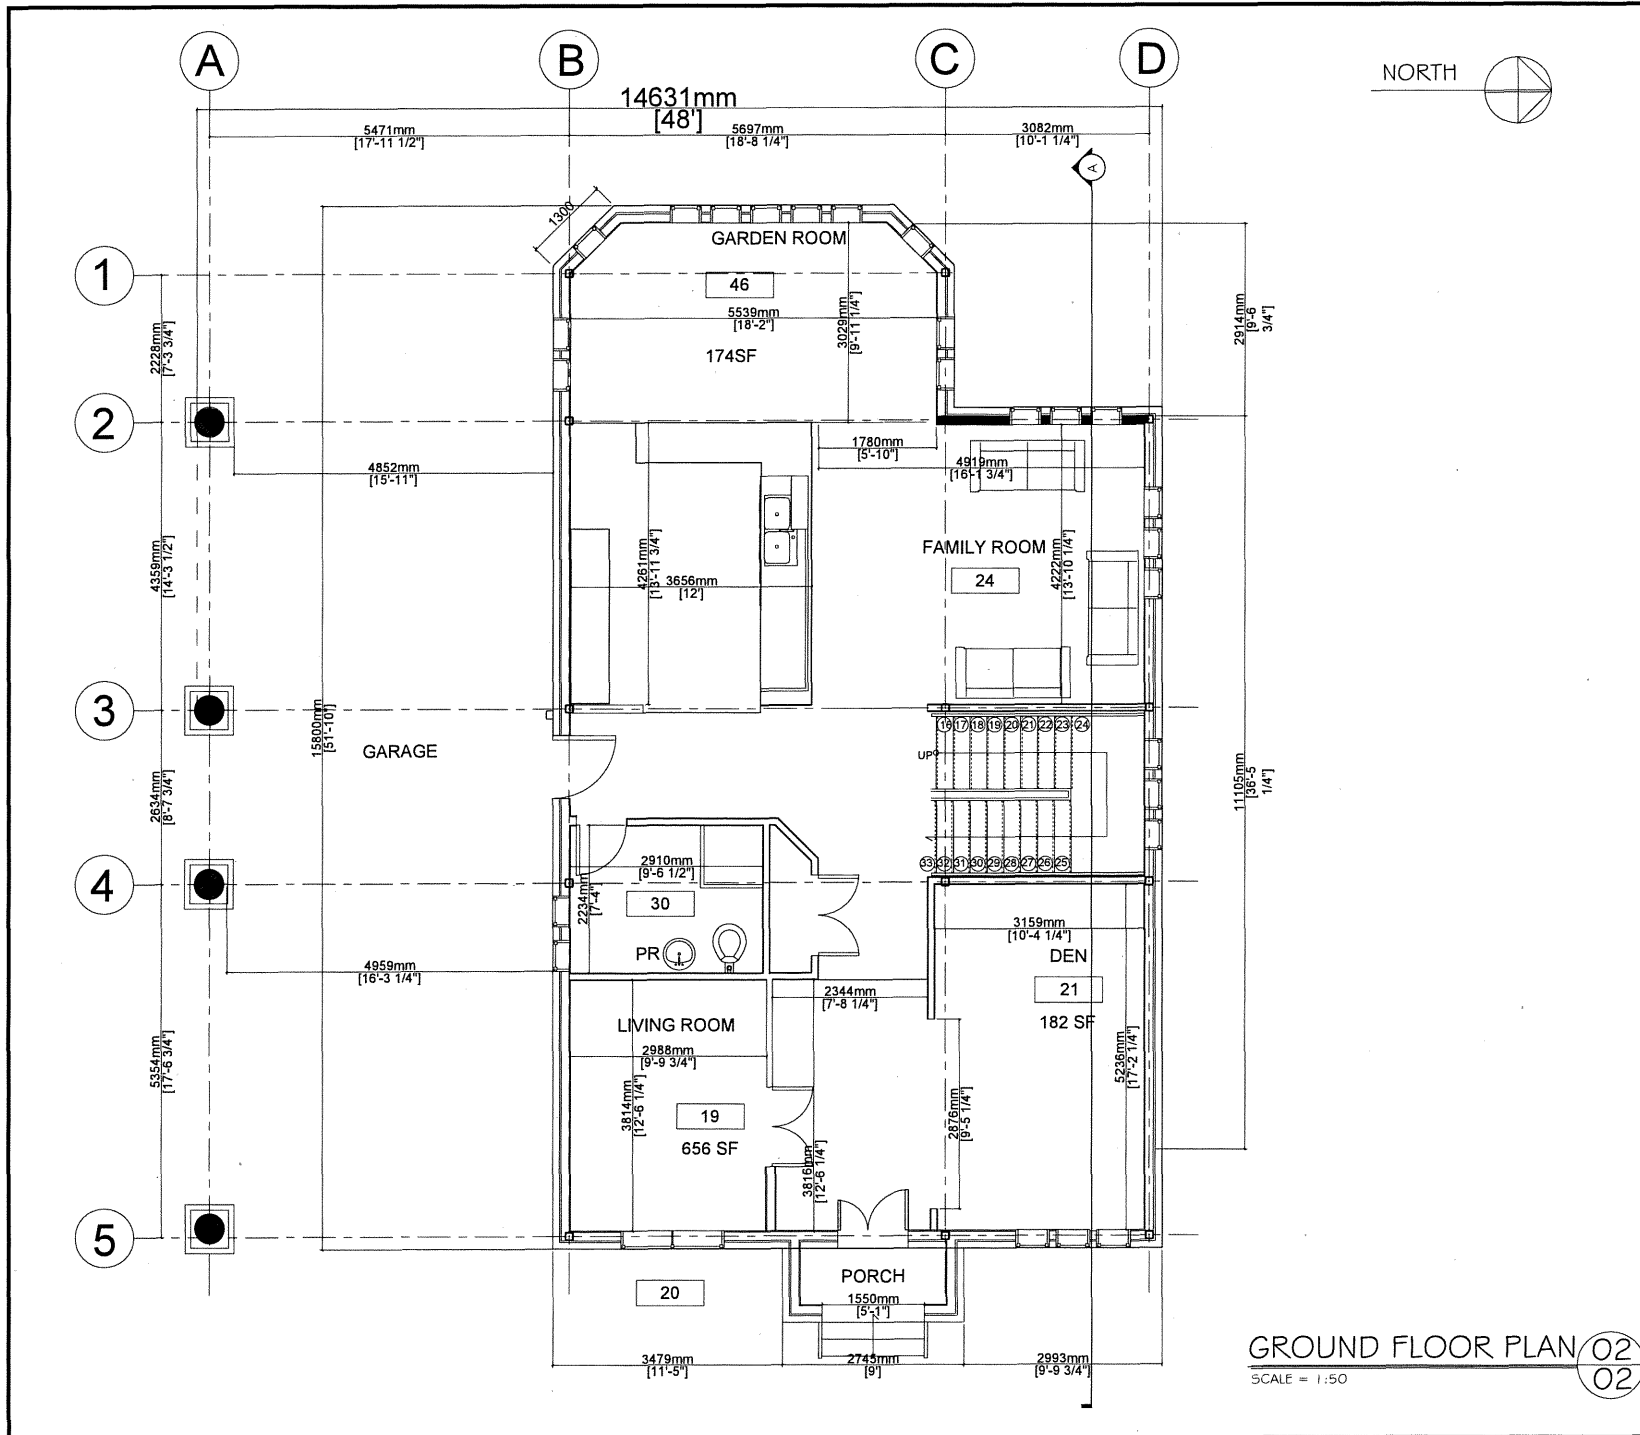 A
B
C
D
NORTH
14631mm
[48']
5471mm
[17'-11 1/2"]
5697mm
[18'-8 1/4"]
3082mm
[10'-1 1/4"]
A
1300
GARDEN ROOM
1
46
5539mm
[18'-2"]
3029mm
[9'-11 1/4"]
2914mm
[9'-6
3/4"]
2228mm
[7'-3 3/4"]
174SF
2
1780mm
[5'-10"]
4852mm
[15'-11"]
4919mm
[16'-1 3/4"]
4359mm
[14'-3 1/2"]
4261mm
[13'-11 3/4"]
3656mm
[12']
FAMILY ROOM
24
4222mm
[13'-10 1/4"]
3
15800mm
[51'-10"]
GARAGE
16 17 18 19 20 21 22 23 24
UP
2634mm
[8'-7 3/4"]
11105mm
[36'-5
1/4"]
33 32 31 30 29 28 27 26 25
4
2910mm
[9'-6 1/2"]
2234mm
[7'-4"]
30
PR
3159mm
[10'-4 1/4"]
DEN
21
182 SF
4959mm
[16'-3 1/4"]
2344mm
[7'-8 1/4"]
LIVING ROOM
2988mm
[9'-9 3/4"]
5354mm
[17'-6 3/4"]
3814mm
[12'-6 1/4"]
19
656 SF
3816mm
[12'-6 1/4"]
2876mm
[9'-5 1/4"]
5236mm
[17'-2 1/4"]
5
20
PORCH
1550mm
[5'-1"]
3479mm
[11'-5"]
2745mm
[9']
2993mm
[9'-9 3/4"]
GROUND FLOOR PLAN
SCALE = 1:50
02
02